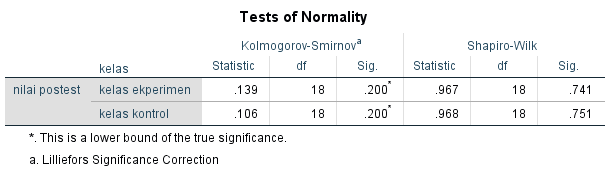 Tests of Normality
Kolmogorov-Smirnovᵃ Shapiro-Wilk
kelas Statistic df Sig. Statistic df Sig.
nilai postest kelas ekperimen .139 18 .200* .967 18 .741
kelas kontrol .106 18 .200* .968 18 .751
*. This is a lower bound of the true significance.
a. Lilliefors Significance Correction